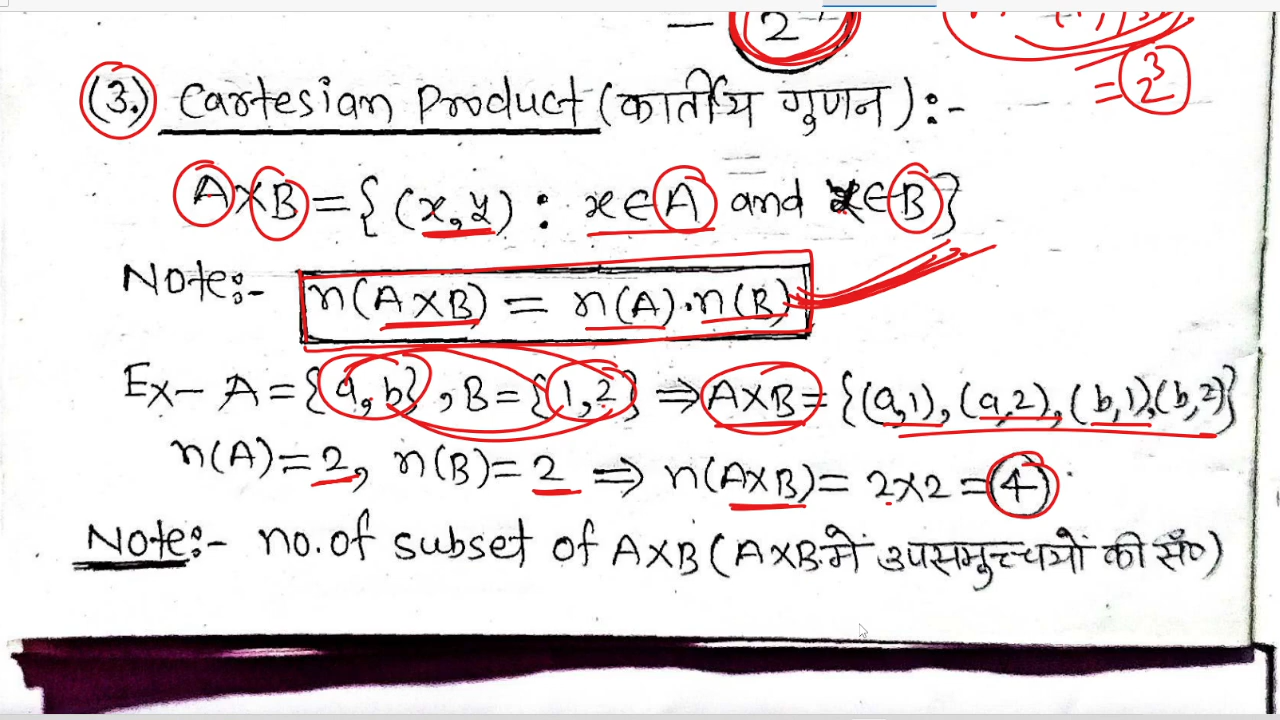 = 2³
(3.) Cartesian Product (कार्तीय गुणन) :-
A×B = { (x,y) : x∈A and y∈B }
Note:- n(A×B) = n(A).n(B)
Ex- A = {a,b}, B = {1,2} ⇒ A×B = {(a,1), (a,2), (b,1), (b,2)}
n(A) = 2, n(B) = 2 ⇒ n(A×B) = 2×2 = 4
Note:- no. of subset of A×B (A×B में उपसमुच्चयों की सं०)